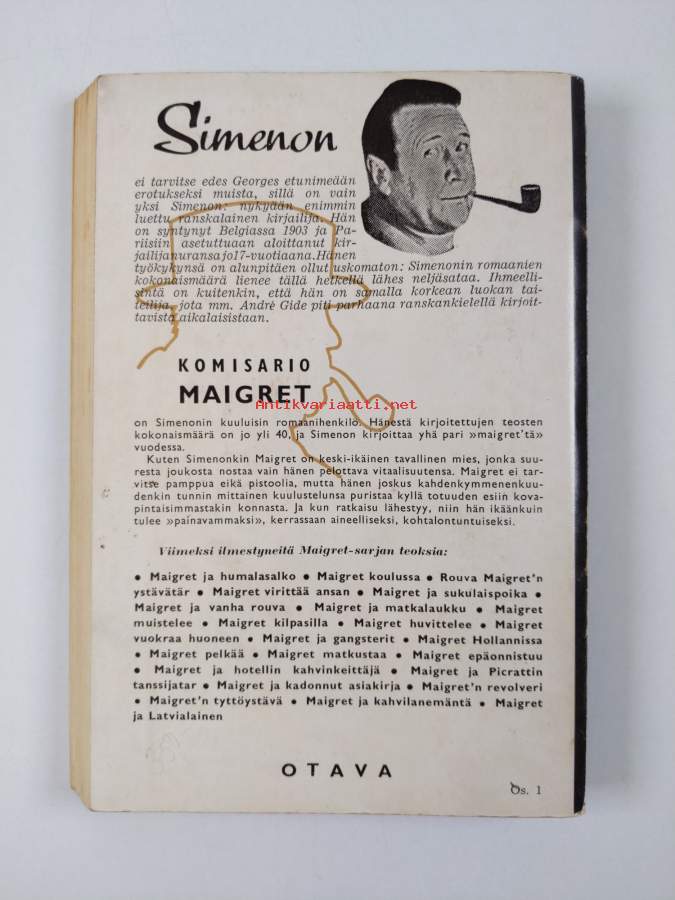 Simenon
ei tarvitse edes Georges etunimeään
erotukseksi muista, sillä on vain
yksi Simenon: nykyään enimmin
luettu ranskalainen kirjailija. Hän
on syntynyt Belgiassa 1903 ja Pa-
riisiin asetuttuaan aloittanut kir-
jailijanuransa jo 17-vuotiaana. Hänen
työkykynsä on alunpitäen ollut uskomaton: Simenonin romaanien
kokonaismäärä lienee tällä hetkellä lähes neljäsataa. Ihmeelli-
sintä on kuitenkin, että hän on samalla korkean luokan tai-
teilija, jota mm. André Gide piti parhaana ranskankielellä kirjoit-
tavista aikalaisistaan.
KOMISARIO
MAIGRET
Antikvariaatti.net
on Simenonin kuuluisin romaanihenkilö. Hänestä kirjoitettujen teosten
kokonaismäärä on jo yli 40, ja Simenon kirjoittaa yhä pari »maigret'tä»
vuodessa.
Kuten Simenonkin Maigret on keski-ikäinen tavallinen mies, jonka suu-
resta joukosta nostaa vain hänen pelottava vitaalisuutensa. Maigret ei tar-
vitse pamppua eikä pistoolia, mutta hänen joskus kahdenkymmenenkuu-
denkin tunnin mittainen kuulustelunsa puristaa kyllä totuuden esiin kova-
pintaisimmastakin konnasta. Ja kun ratkaisu lähestyy, niin hän ikäänkuin
tulee »painavammaksi», kerrassaan aineelliseksi, kohtalontuntuiseksi.
Viimeksi ilmestyneitä Maigret-sarjan teoksia:
• Maigret ja humalasalko • Maigret koulussa • Rouva Maigret'n
ystävätär • Maigret virittää ansan • Maigret ja sukulaispoika •
Maigret ja vanha rouva • Maigret ja matkalaukku • Maigret
muistelee • Maigret kilpasilla • Maigret huvittelee • Maigret
vuokraa huoneen • Maigret ja gangsterit • Maigret Hollannissa
• Maigret pelkää • Maigret matkustaa • Maigret epäonnistuu
• Maigret ja hotellin kahvinkeittäjä • Maigret ja Picrattin
tanssijatar • Maigret ja kadonnut asiakirja • Maigret'n revolveri
• Maigret'n tyttöystävä • Maigret ja kahvilanemäntä • Maigret
ja Latvialainen
OTAVA
Os. 1